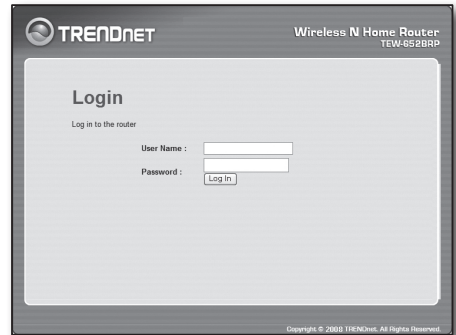 TRENDNET
Wireless N Home Router
TEW-652BRP
Login
Log in to the router
User Name :
Password :
Log In
Copyright © 2008 TRENDnet. All Rights Reserved.